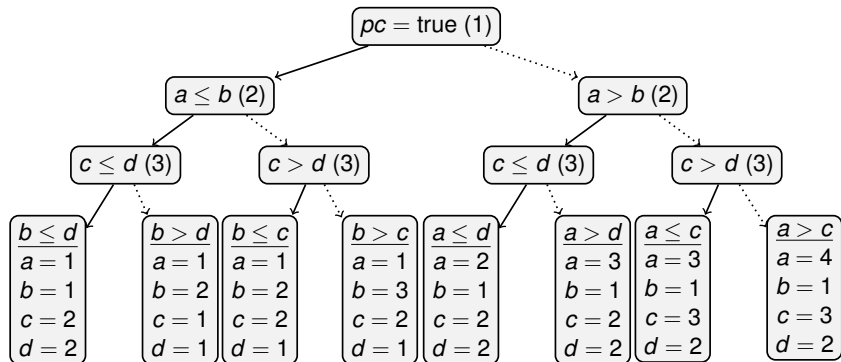 pc = true (1)
a ≤ b (2)
a > b (2)
c ≤ d (3)
c > d (3)
c ≤ d (3)
c > d (3)
b ≤ d
a = 1
b = 1
c = 2
d = 2
b > d
a = 1
b = 2
c = 1
d = 2
b ≤ c
a = 1
b = 2
c = 2
d = 1
b > c
a = 1
b = 3
c = 2
d = 1
a ≤ d
a = 2
b = 1
c = 2
d = 2
a > d
a = 3
b = 1
c = 2
d = 2
a ≤ c
a = 3
b = 1
c = 3
d = 2
a > c
a = 4
b = 1
c = 3
d = 2